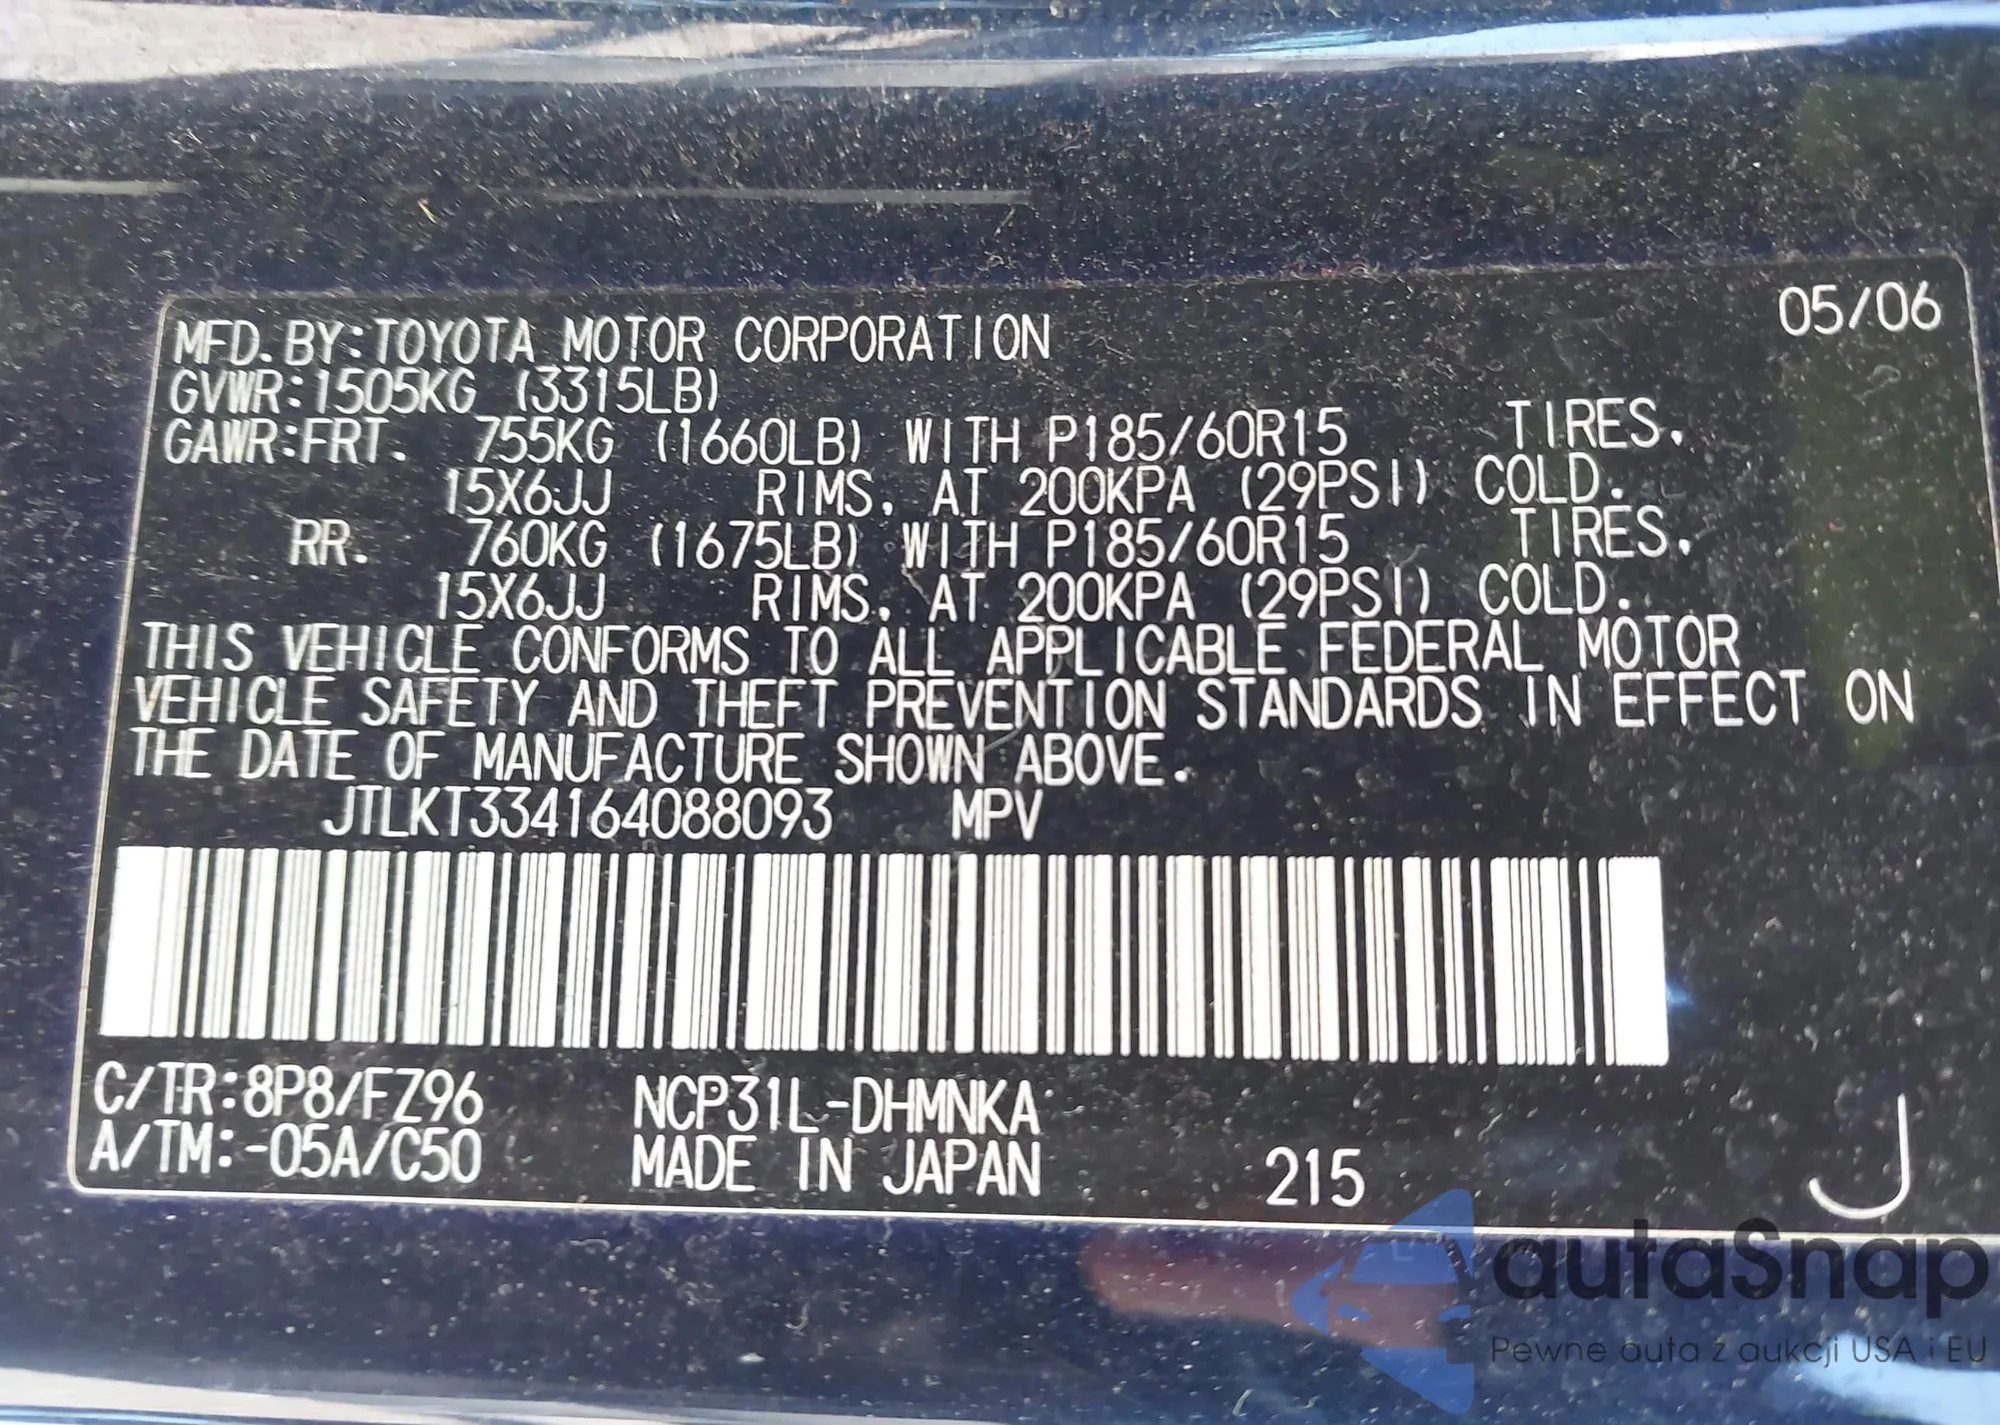 05/06
MFD. BY:TOYOTA MOTOR CORPORATION
GVWR:1505KG (3315LB)
GAWR:FRT. 755KG (1660LB) WITH P185/60R15 TIRES,
15X6JJ RIMS, AT 200KPA (29PSI) COLD.
RR. 760KG (1675LB) WITH P185/60R15 TIRES,
15X6JJ RIMS, AT 200KPA (29PSI) COLD.
THIS VEHICLE CONFORMS TO ALL APPLICABLE FEDERAL MOTOR
VEHICLE SAFETY AND THEFT PREVENTION STANDARDS IN EFFECT ON
THE DATE OF MANUFACTURE SHOWN ABOVE.
JTLKT334164088093 MPV
C/TR:8P8/FZ96 NCP31L-DHMNKA
A/TM:-05A/C50 MADE IN JAPAN 215 J
autaSnap
Pewne auta z aukcji USA i EU